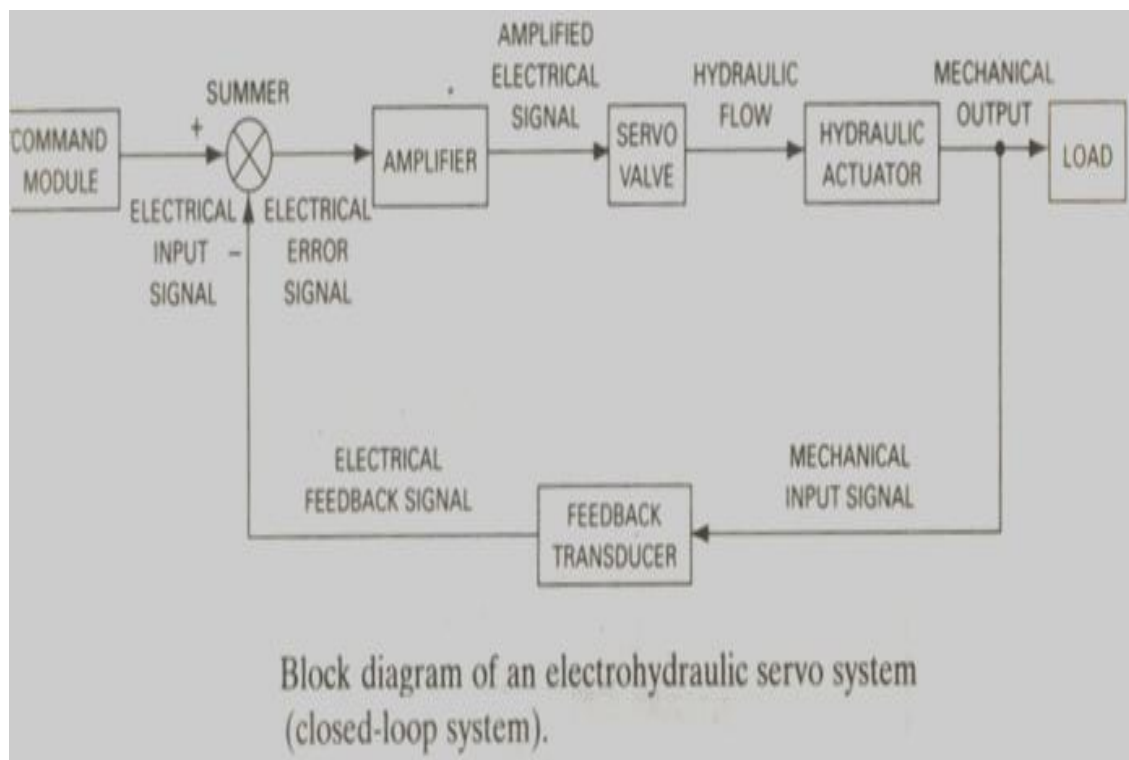 AMPLIFIED
ELECTRICAL
SIGNAL
SUMMER
HYDRAULIC
FLOW
MECHANICAL
OUTPUT
+
COMMAND
MODULE
AMPLIFIER
SERVO
VALVE
HYDRAULIC
ACTUATOR
LOAD
ELECTRICAL
INPUT –
SIGNAL
ELECTRICAL
ERROR
SIGNAL
ELECTRICAL
FEEDBACK SIGNAL
MECHANICAL
INPUT SIGNAL
FEEDBACK
TRANSDUCER
Block diagram of an electrohydraulic servo system
(closed-loop system).